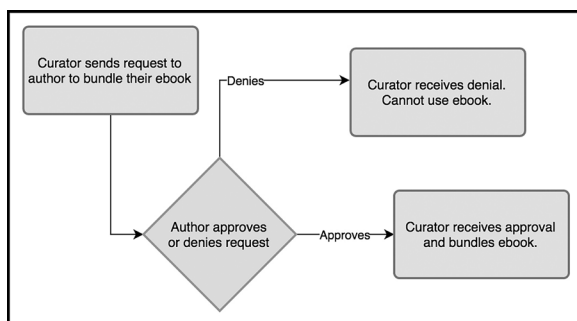 Curator sends request to
author to bundle their ebook
Denies
Curator receives denial.
Cannot use ebook.
Author approves
or denies request
Approves
Curator receives approval
and bundles ebook.